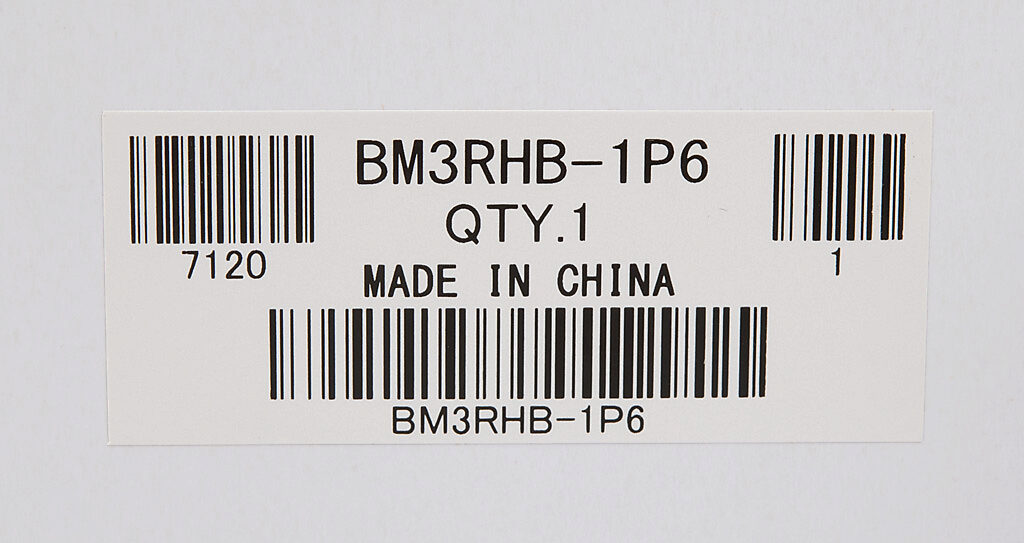 BM3RHB-1P6
QTY.1
7120
1
MADE IN CHINA
BM3RHB-1P6